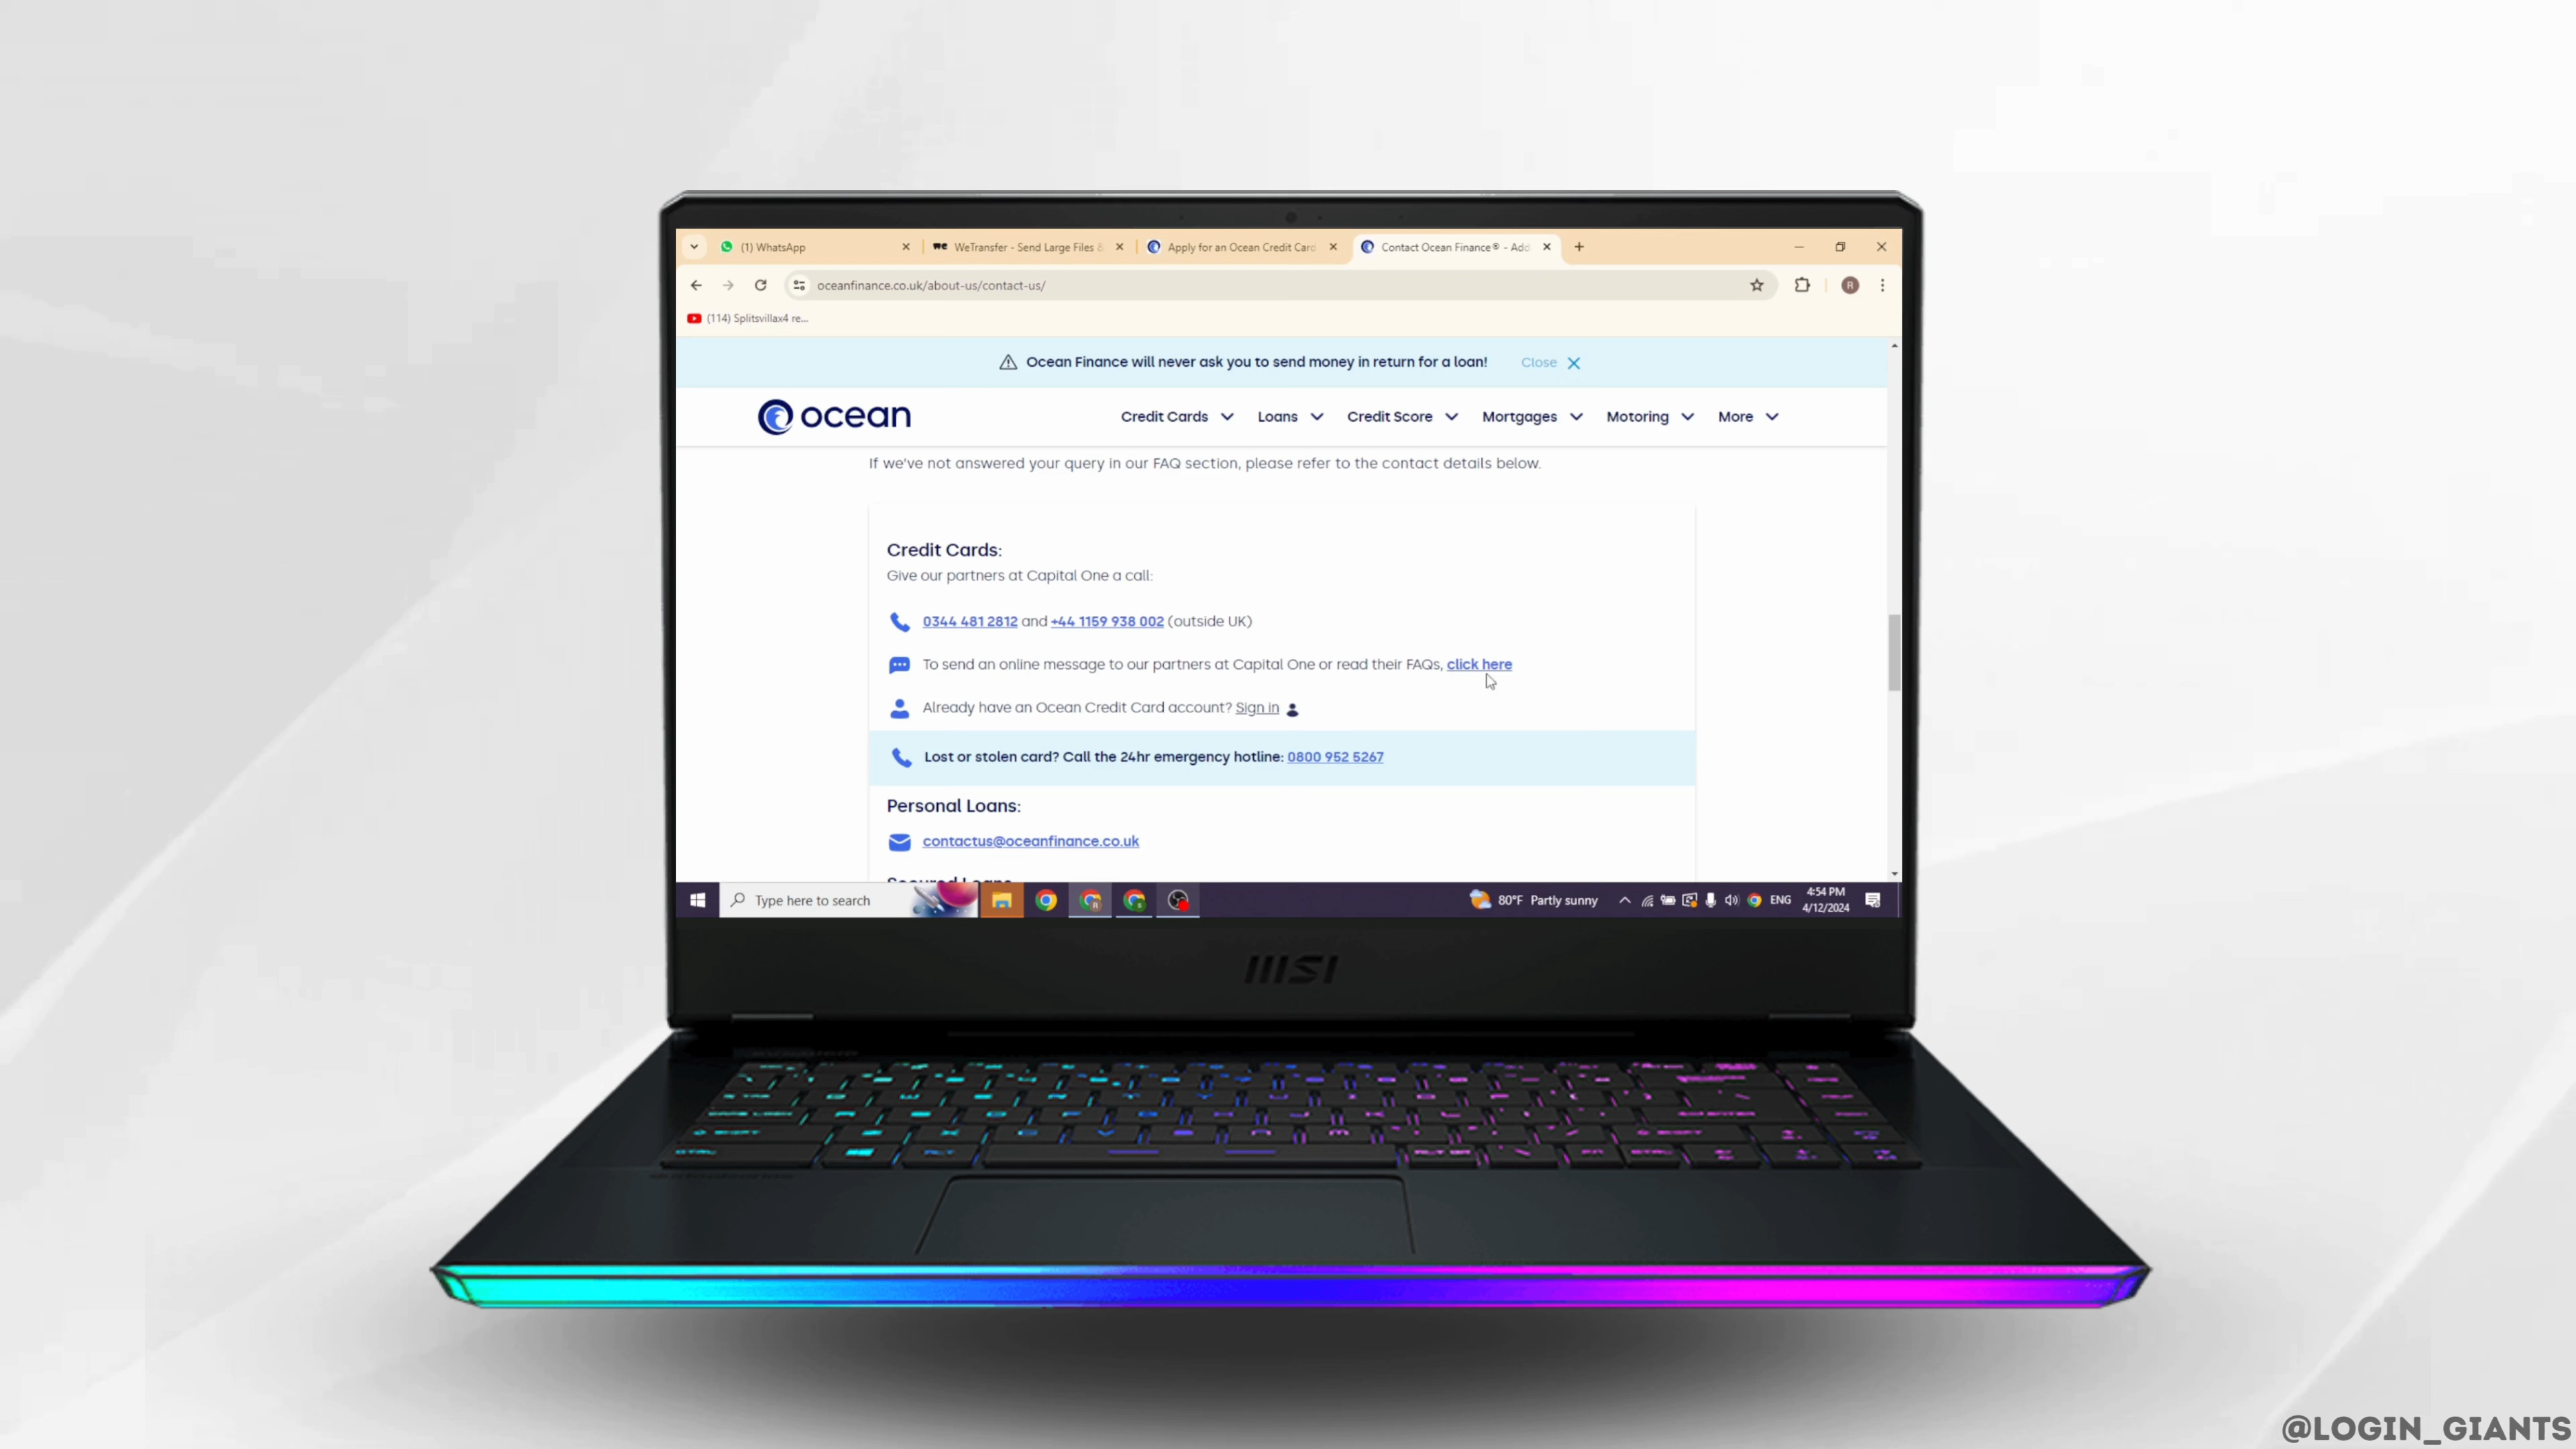 (1) WhatsApp
WeTransfer - Send Large Files &
Apply for an Ocean Credit Card
Contact Ocean Finance® - Add
oceanfinance.co.uk/about-us/contact-us/
R
(114) Splitsvillax4 re...
Ocean Finance will never ask you to send money in return for a loan! Close
ocean
Credit Cards Loans Credit Score Mortgages Motoring More
If we've not answered your query in our FAQ section, please refer to the contact details below.
Credit Cards:
Give our partners at Capital One a call:
0344 481 2812 and +44 1159 938 002 (outside UK)
To send an online message to our partners at Capital One or read their FAQs, click here
Already have an Ocean Credit Card account? Sign in
Lost or stolen card? Call the 24hr emergency hotline: 0800 952 5267
Personal Loans:
contactus@oceanfinance.co.uk
Type here to search
80°F Partly sunny
ENG
4:54 PM
4/12/2024
msi
@LOGIN_GIANTS